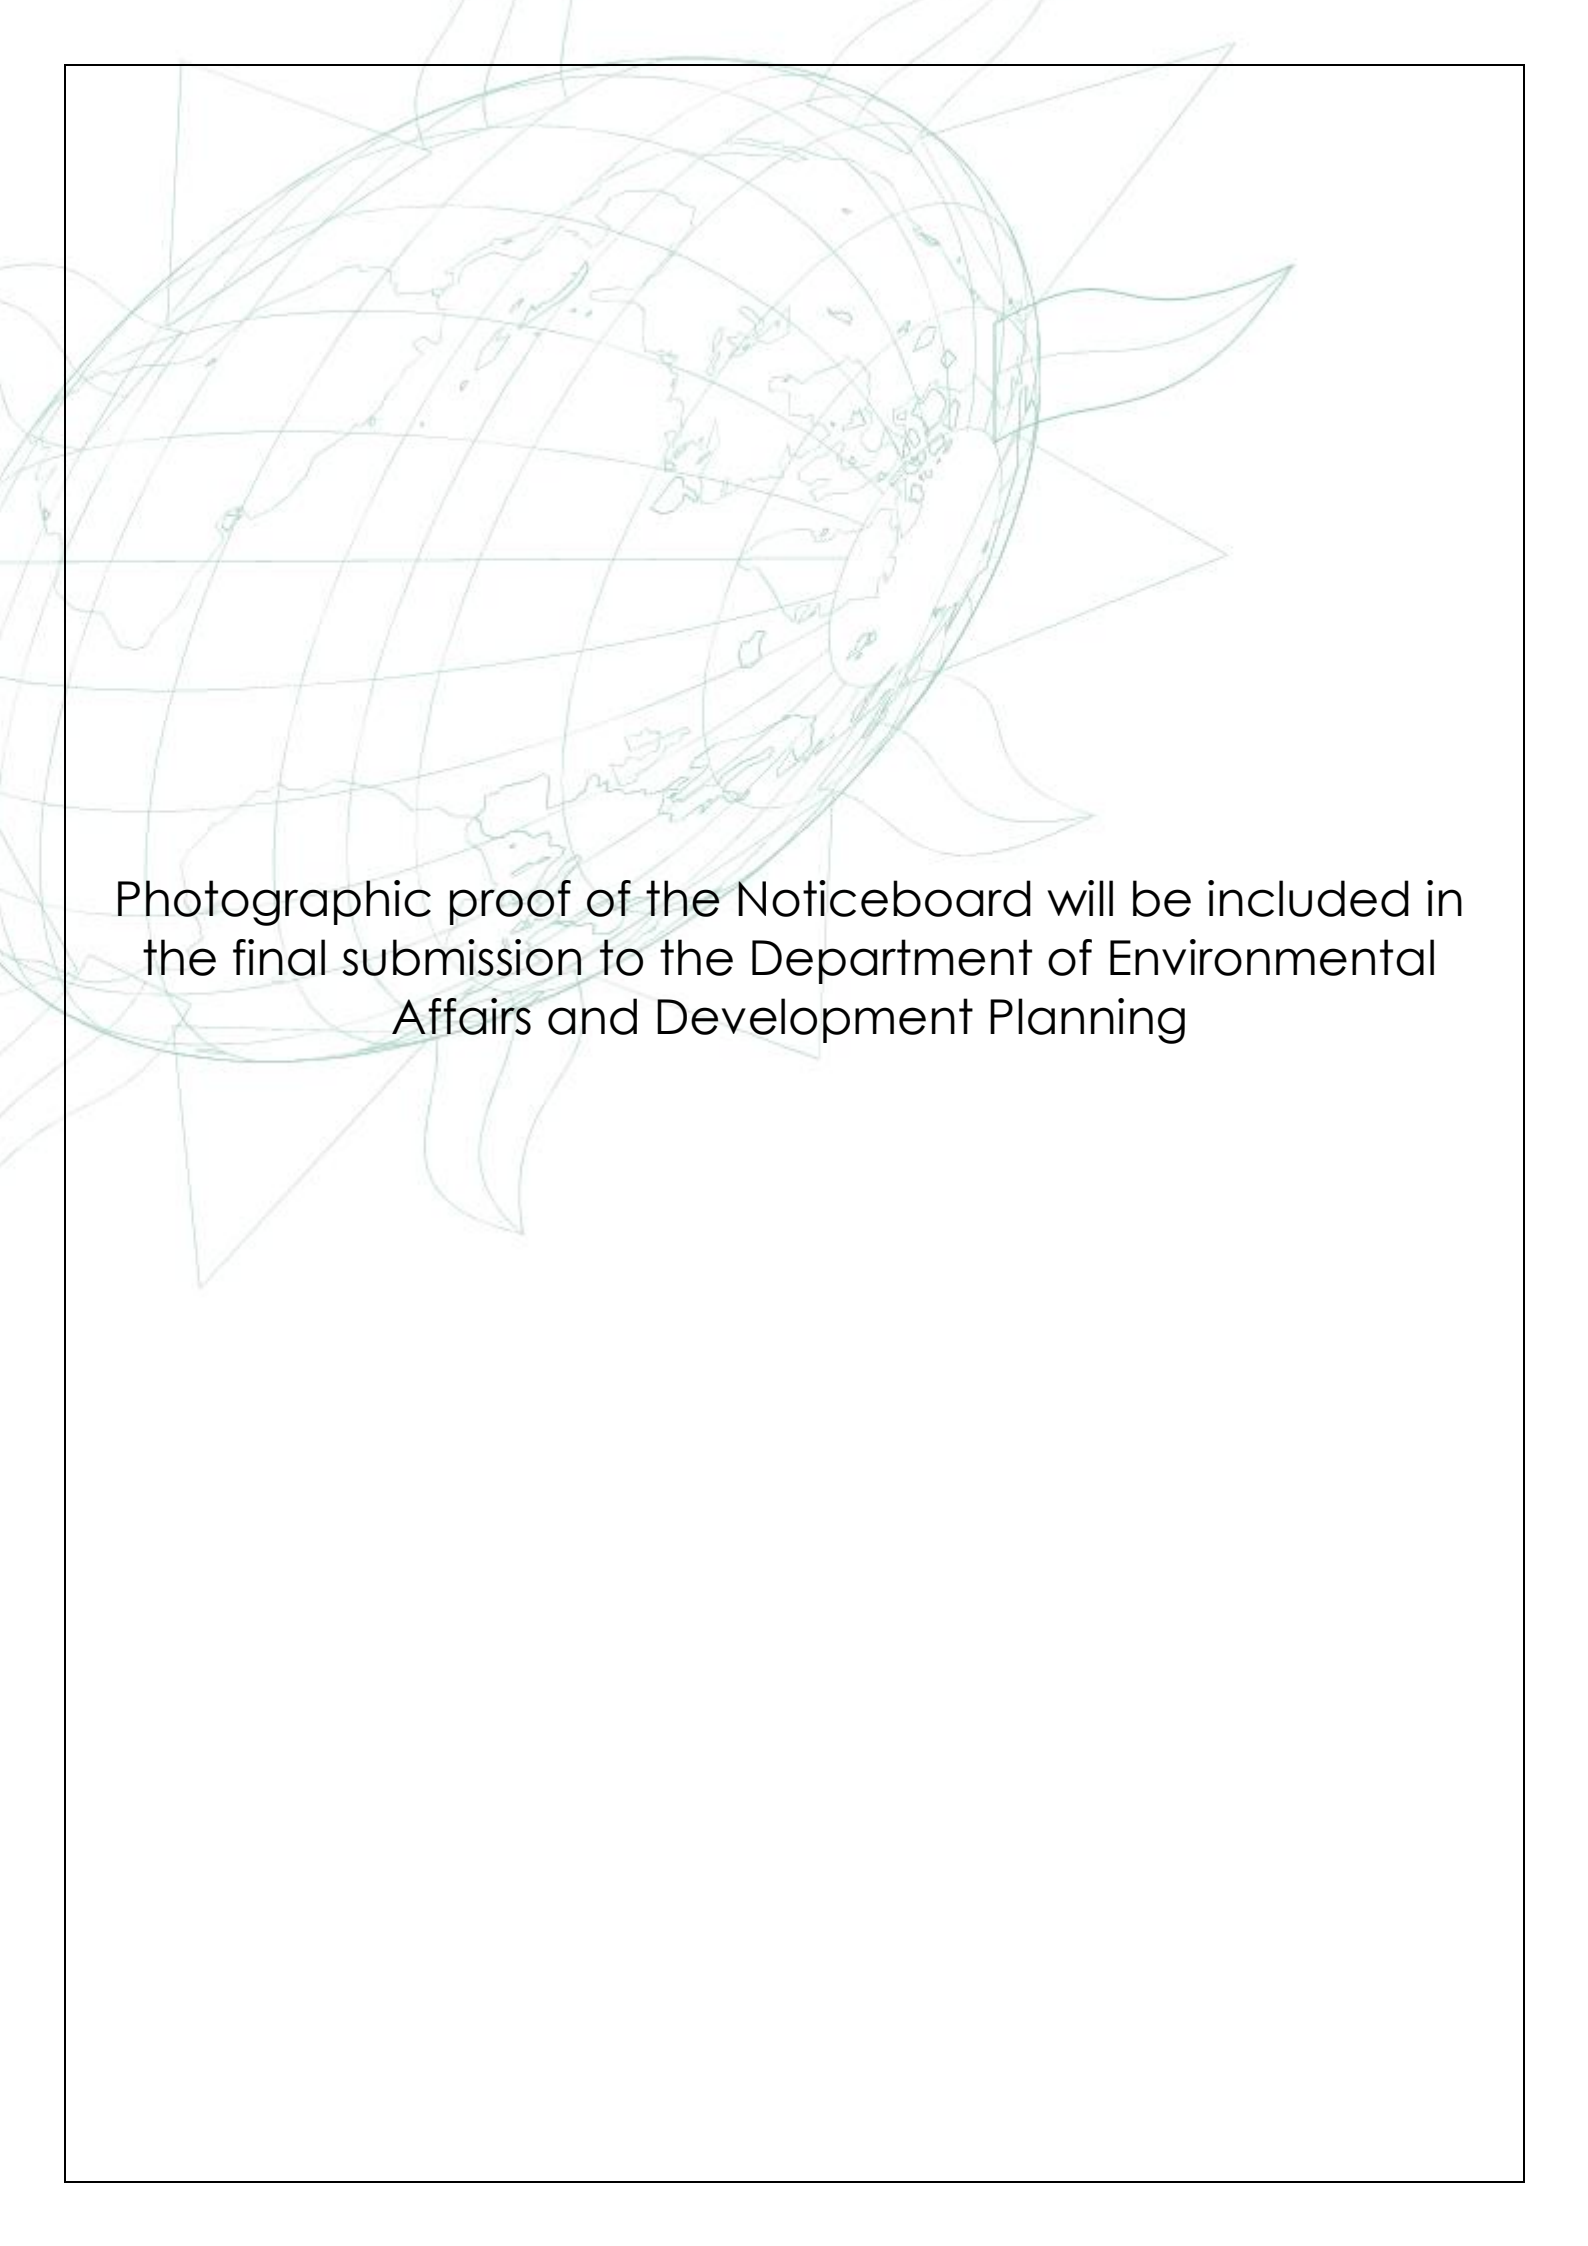 Photographic proof of the Noticeboard will be included in
the final submission to the Department of Environmental
Affairs and Development Planning